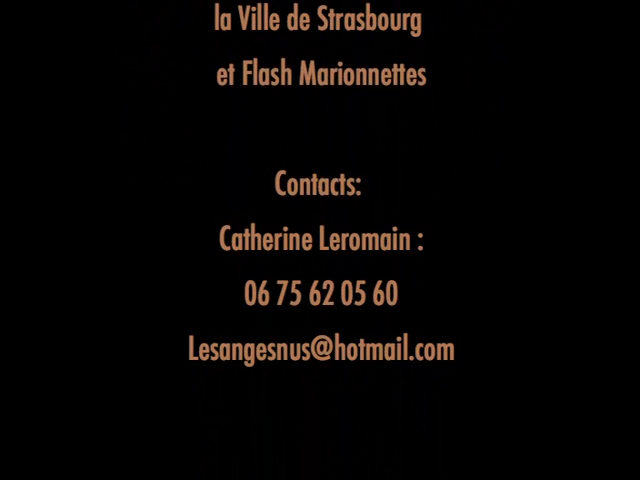 la Ville de Strasbourg
et Flash Marionnettes
Contacts:
Catherine Leromain :
06 75 62 05 60
Lesangesnus@hotmail.com